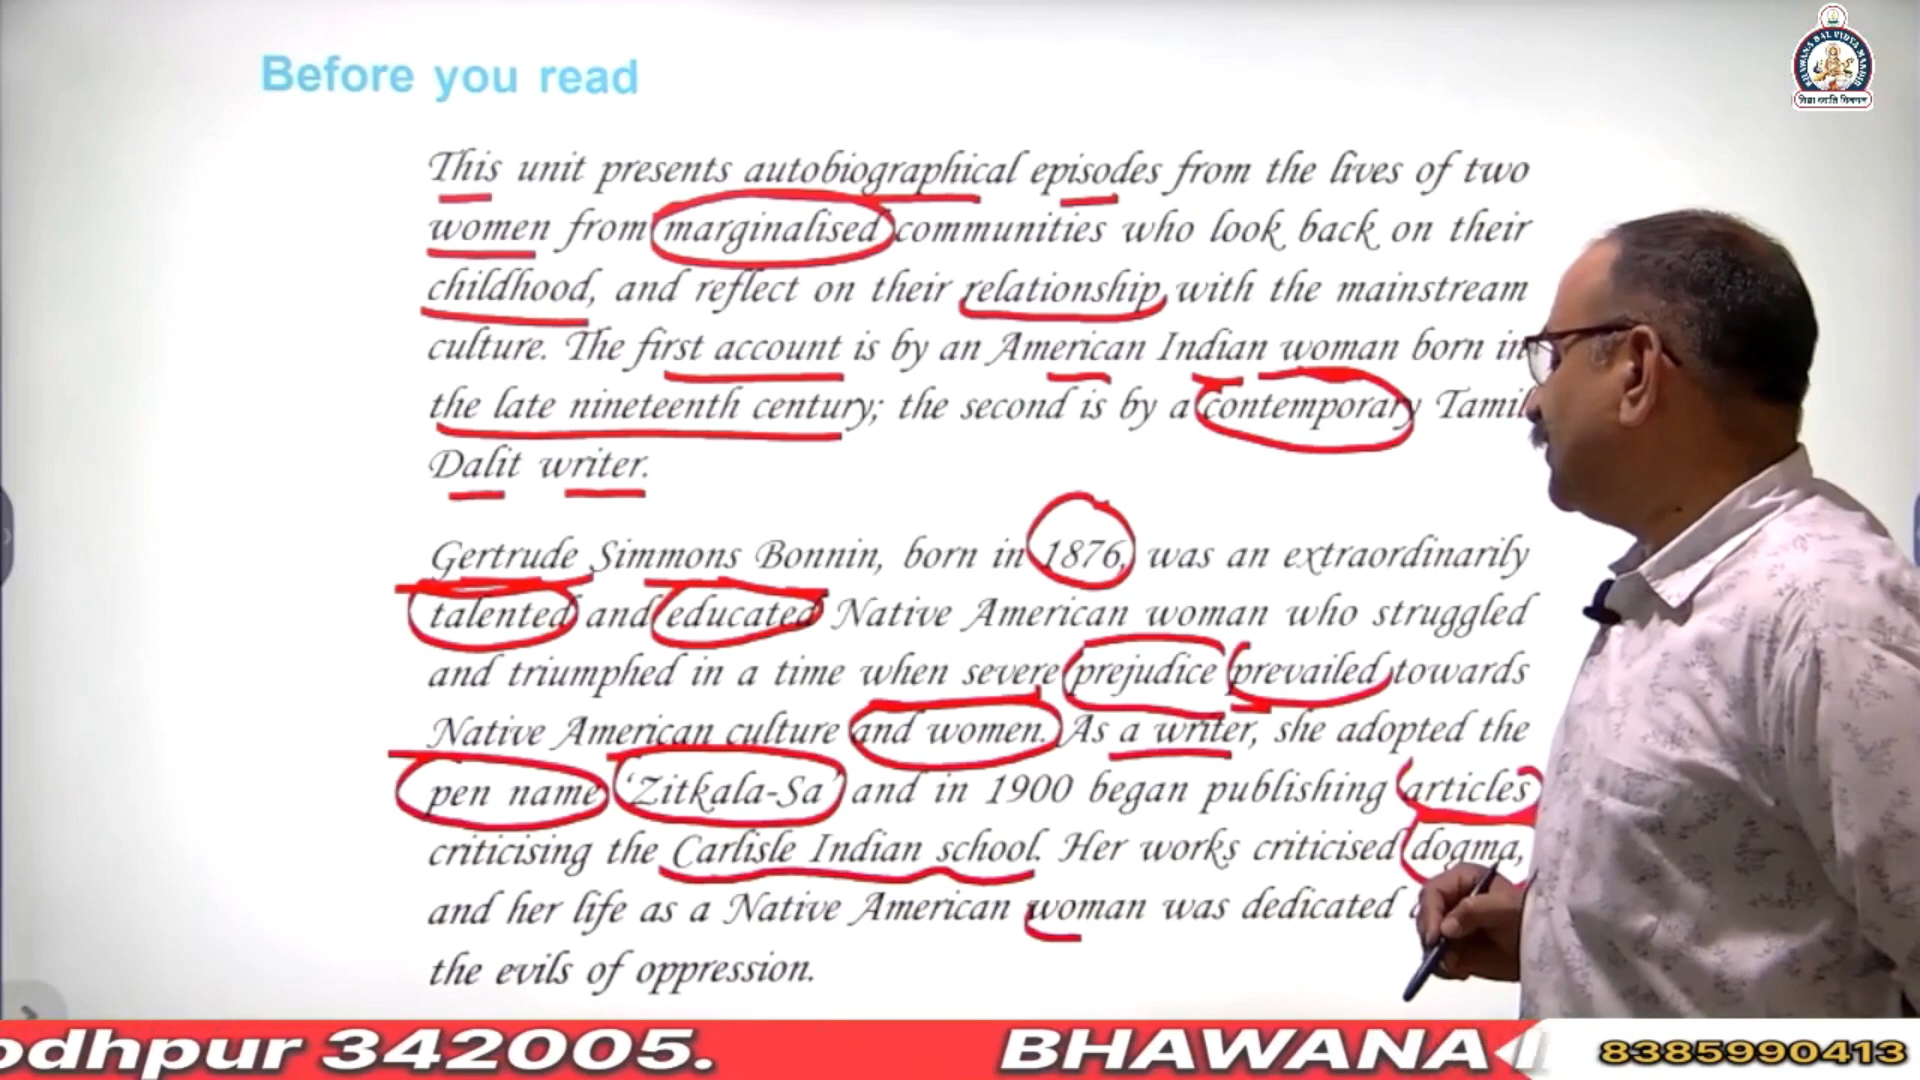 Before you read
This unit presents autobiographical episodes from the lives of two
women from marginalised communities who look back on their
childhood, and reflect on their relationship with the mainstream
culture. The first account is by an American Indian woman born in
the late nineteenth century; the second is by a contemporary Tamil
Dalit writer.
Gertrude Simmons Bonnin, born in 1876, was an extraordinarily
talented and educated Native American woman who struggled
and triumphed in a time when severe prejudice prevailed towards
Native American culture and women. As a writer, she adopted the
pen name 'Zitkala-Sa' and in 1900 began publishing articles
criticising the Carlisle Indian school. Her works criticised dogma,
and her life as a Native American woman was dedicated
the evils of oppression.
odhpur 342005. BHAWANA
8385990413